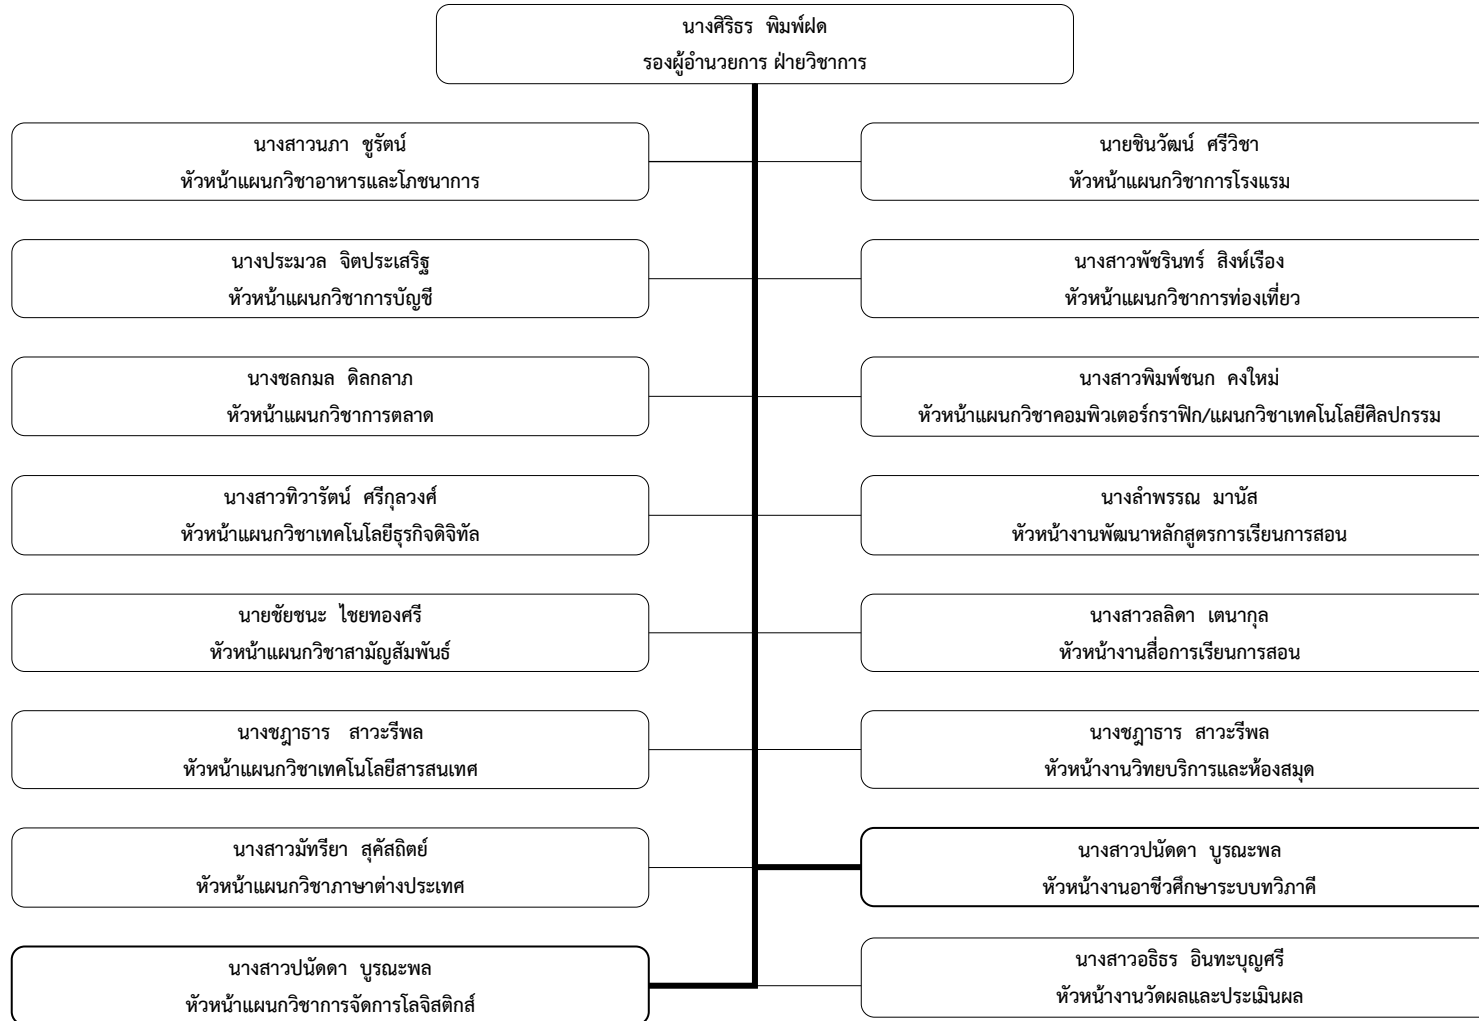 นางศิริธร  พิมพ์ฝด
รองผู้อำนวยการ ฝ่ายวิชาการ
นางสาวนภา  ชูรัตน์
หัวหน้าแผนกวิชาอาหารและโภชนาการ
นายชินวัฒน์  ศรีวิชา
หัวหน้าแผนกวิชาการโรงแรม
นางประมวล  จิตประเสริฐ
หัวหน้าแผนกวิชาการบัญชี
นางสาวพัชรินทร์  สิงห์เรือง
หัวหน้าแผนกวิชาการท่องเที่ยว
นางชลกมล  ดิลกลาภ
หัวหน้าแผนกวิชาการตลาด
นางสาวพิมพ์ชนก  คงใหม่
หัวหน้าแผนกวิชาคอมพิวเตอร์กราฟิก/แผนกวิชาเทคโนโลยีศิลปกรรม
นางสาวทิวารัตน์  ศรีกุลวงศ์
หัวหน้าแผนกวิชาเทคโนโลยีธุรกิจดิจิทัล
นางลำพรรณ  มานัส
หัวหน้างานพัฒนาหลักสูตรการเรียนการสอน
นายชัยชนะ  ไชยทองศรี
หัวหน้าแผนกวิชาสามัญสัมพันธ์
นางสาวลลิดา  เตนากุล
หัวหน้างานสื่อการเรียนการสอน
นางชฎาธาร  สาวะรีพล
หัวหน้าแผนกวิชาเทคโนโลยีสารสนเทศ
นางชฎาธาร  สาวะรีพล
หัวหน้างานวิทยบริการและห้องสมุด
นางสาวมัทรียา  สุคัสถิตย์
หัวหน้าแผนกวิชาภาษาต่างประเทศ
นางสาวปนัดดา  บูรณะพล
หัวหน้างานอาชีวศึกษาระบบทวิภาคี
นางสาวปนัดดา  บูรณะพล
หัวหน้าแผนกวิชาการจัดการโลจิสติกส์
นางสาวอธิธร  อินทะบุญศรี
หัวหน้างานวัดผลและประเมินผล